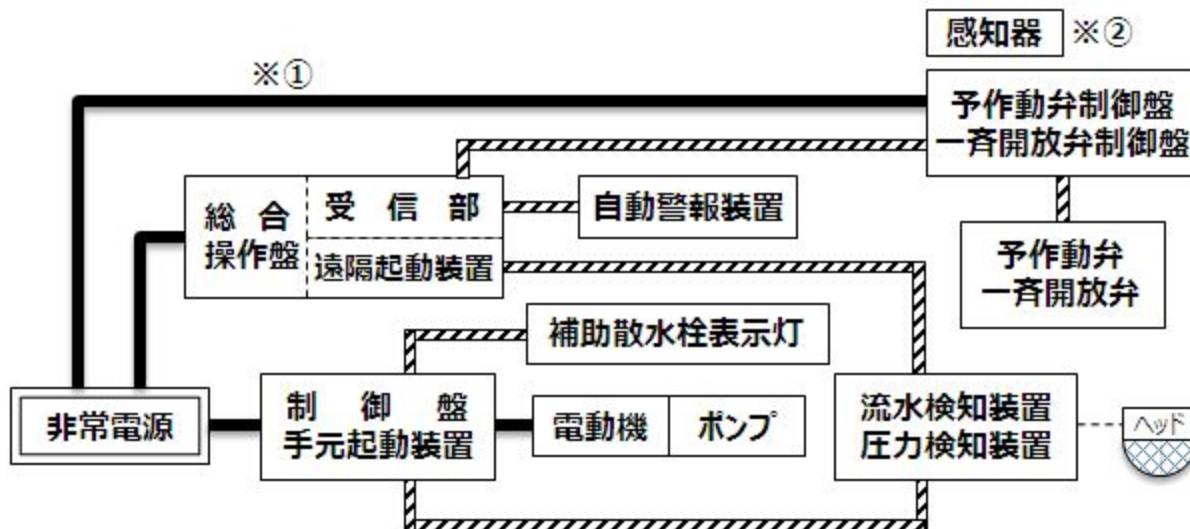 感知器 ※②
※①
予作動弁制御盤
一斉開放弁制御盤
総合
操作盤
受信部
遠隔起動装置
自動警報装置
予作動弁
一斉開放弁
補助散水栓表示灯
非常電源
制御盤
手元起動装置
電動機
ポンプ
流水検知装置
圧力検知装置
ヘッド